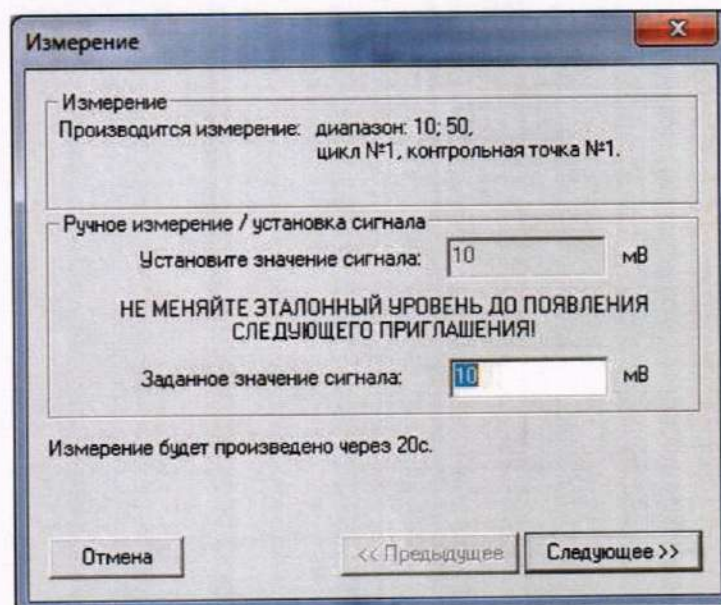 Измерение
X
Измерение
Производится измерение: диапазон: 10; 50,
цикл №1, контрольная точка №1.
Ручное измерение / установка сигнала
Установите значение сигнала: 10 мВ
НЕ МЕНЯЙТЕ ЭТАЛОННЫЙ УРОВЕНЬ ДО ПОЯВЛЕНИЯ
СЛЕДУЮЩЕГО ПРИГЛАШЕНИЯ!
Заданное значение сигнала: 10 мВ
Измерение будет произведено через 20с.
Отмена << Предыдущее Следующее >>